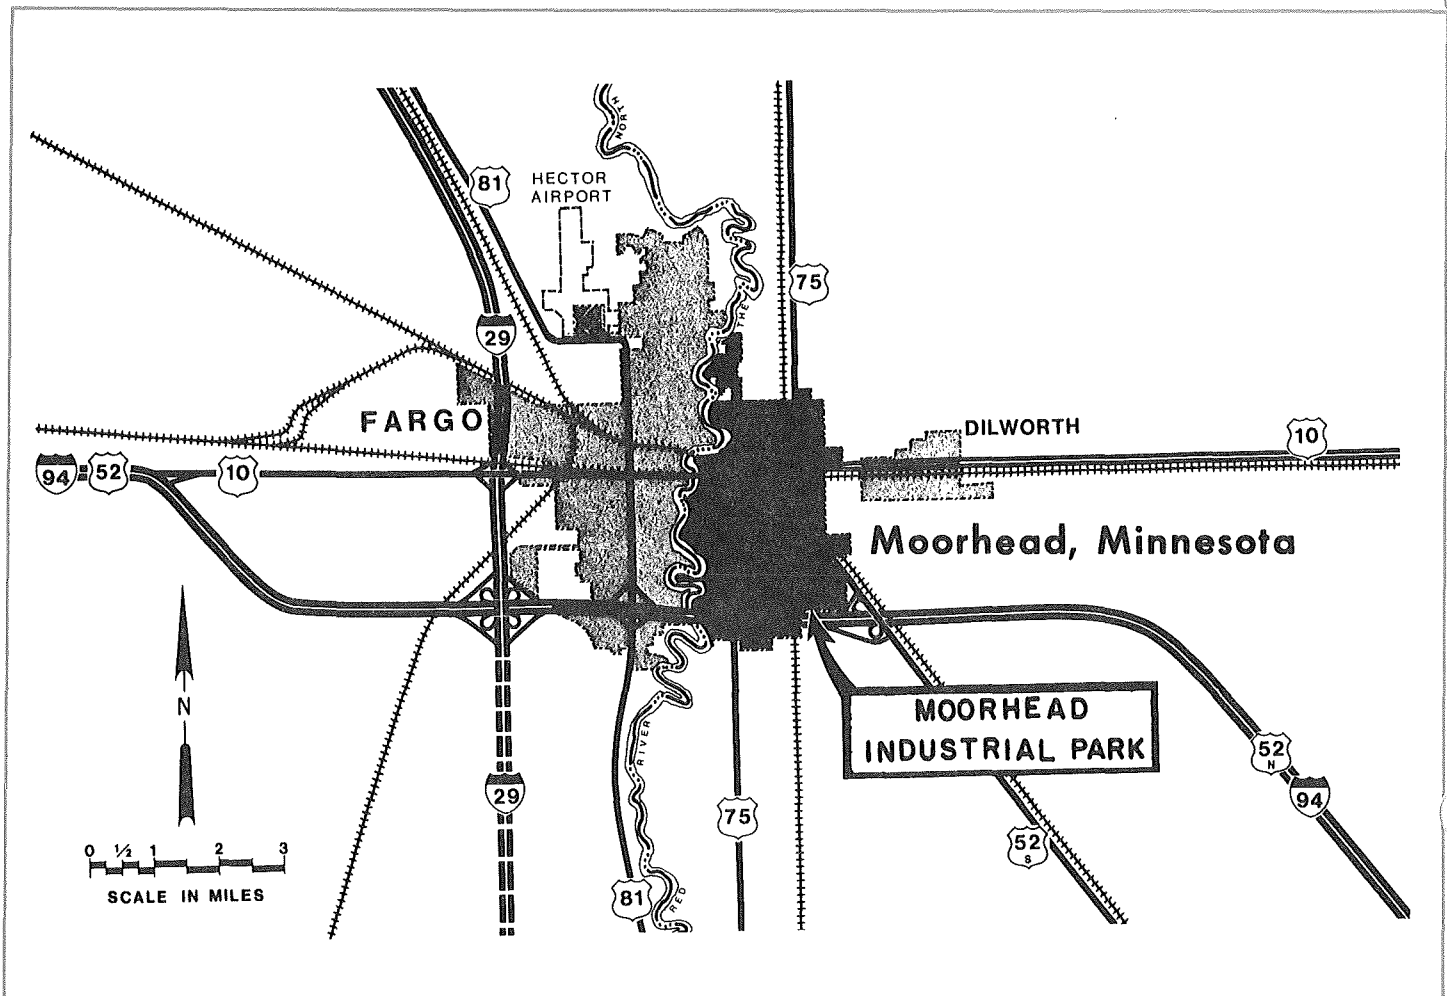 NORTH
81
HECTOR
AIRPORT
75
THE
29
FARGO
DILWORTH
10
94
52
10
Moorhead, Minnesota
N
MOORHEAD
INDUSTRIAL PARK
RIVER
52
N
29
75
94
0 ½ 1 2 3
SCALE IN MILES
52
S
81
RED